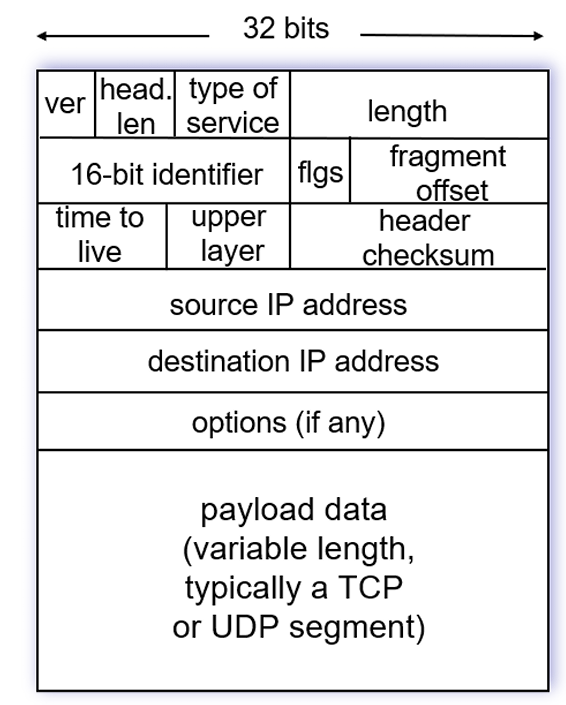 32 bits
ver
head.
len
type of
service
length
16-bit identifier
flgs
fragment
offset
time to
live
upper
layer
header
checksum
source IP address
destination IP address
options (if any)
payload data
(variable length,
typically a TCP
or UDP segment)